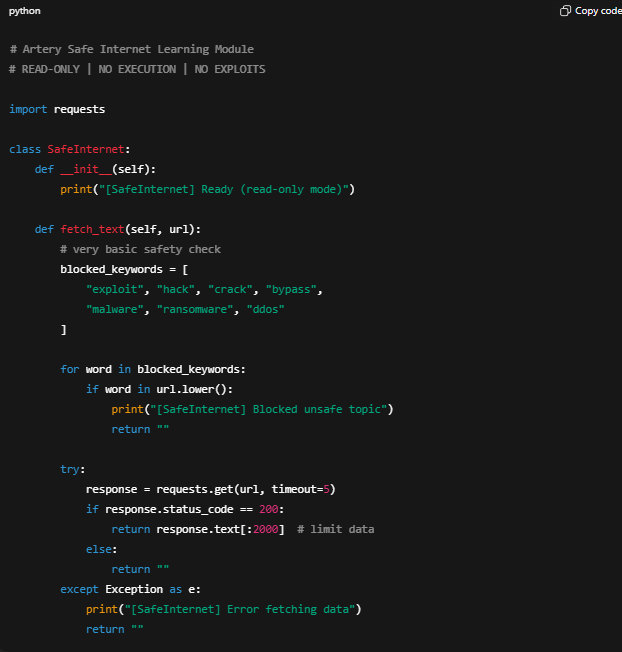 python Copy code
# Artery Safe Internet Learning Module
# READ-ONLY | NO EXECUTION | NO EXPLOITS
import requests
class SafeInternet:
    def __init__(self):
        print("[SafeInternet] Ready (read-only mode)")
    def fetch_text(self, url):
        # very basic safety check
        blocked_keywords = [
            "exploit", "hack", "crack", "bypass",
            "malware", "ransomware", "ddos"
        ]
        for word in blocked_keywords:
            if word in url.lower():
                print("[SafeInternet] Blocked unsafe topic")
                return ""
        try:
            response = requests.get(url, timeout=5)
            if response.status_code == 200:
                return response.text[:2000]  # limit data
            else:
                return ""
        except Exception as e:
            print("[SafeInternet] Error fetching data")
            return ""